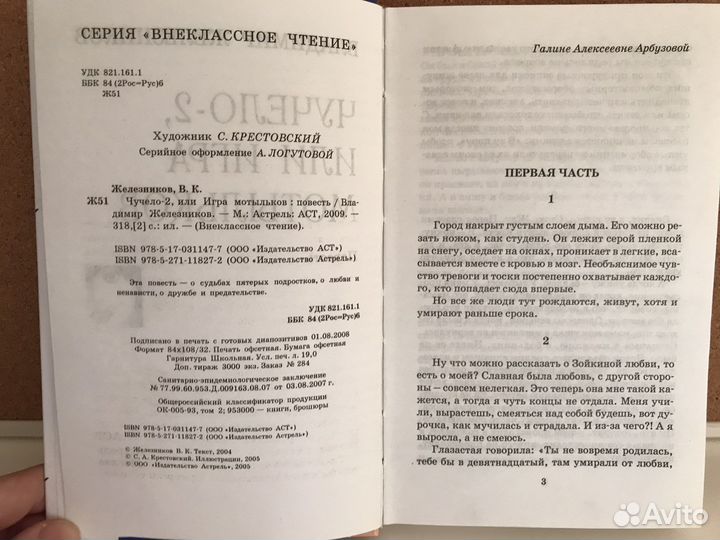 СЕРИЯ «ВНЕКЛАССНОЕ ЧТЕНИЕ»
УДК 821.161.1
ББК 84 (2Рос=Рус)6
Ж51
Художник С. КРЕСТОВСКИЙ
Серийное оформление А. ЛОГУТОВОЙ
Железников, В. К.
Ж51 Чучело-2, или Игра мотыльков : повесть / Вла-
димир Железников. — М.: Астрель: АСТ, 2009. —
318,[2] с.: ил. — (Внеклассное чтение).
ISBN 978-5-17-031147-7 (ООО «Издательство АСТ»)
ISBN 978-5-271-11827-2 (ООО «Издательство Астрель»)
Эта повесть — о судьбах пятерых подростков, о любви и
ненависти, о дружбе и предательстве.
УДК 821.161.1
ББК 84 (2Рос=Рус)6
Подписано в печать с готовых диапозитивов 01.08.2008
Формат 84х108/32. Печать офсетная. Бумага офсетная
Гарнитура Школьная. Усл. печ. л. 19,0
Доп. тираж 3000 экз. Заказ № 284
Санитарно-эпидемиологическое заключение
№ 77.99.60.953.Д.009163.08.07 от 03.08.2007 г.
Общероссийский классификатор продукции
ОК-005-93, том 2; 953000 — книги, брошюры
ISBN 978-5-17-031147-7 (ООО «Издательство АСТ»)
ISBN 978-5-271-11827-2 (ООО «Издательство Астрель»)
© Железников В. К. Текст, 2004
© С. А. Крестовский. Иллюстрации, 2005
© ООО «Издательство Астрель», 2005
Галине Алексеевне Арбузовой
ПЕРВАЯ ЧАСТЬ
1
Город накрыт густым слоем дыма. Его можно ре-
зать ножом, как студень. Он лежит серой пленкой
на снегу, оседает на окнах, проникает в легкие, вса-
сывается вместе с кровью в мозг. Необъяснимое чув-
ство тревоги и тоски постепенно охватывает каждо-
го, кто попадает сюда впервые.
Но все же люди тут рождаются, живут, хотя и
умирают раньше срока.
2
Ну что можно рассказать о Зойкиной любви, то
есть о моей? Славная была любовь, с другой сторо-
ны — совсем нелегкая. Это теперь она мне такой ка-
жется, а тогда я чуть концы не отдала. Меня учи-
ли, вырастешь, смеяться над собой будешь, вот ду-
рочка, как мучилась и страдала. И из-за чего?! А я
выросла, а не смеюсь.
Глазастая говорила: «Ты не вовремя родилась,
тебе бы в девятнадцатый, там умирали от любви,
3
Avito